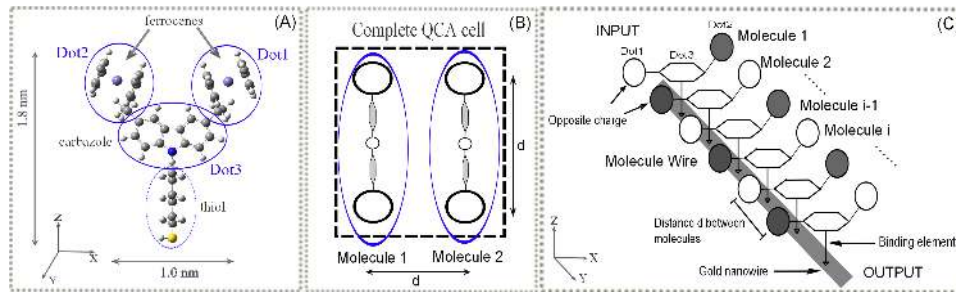 (A)
ferrocenes
Dot2
Dot1
1.8 nm
carbazole
Dot3
thiol
Z
X
Y
1.0 nm
(B)
Complete QCA cell
d
Molecule 1
Molecule 2
d
(C)
INPUT
Dot2
Molecule 1
Dot1
Dot3
Molecule 2
Molecule i-1
Opposite charge
Molecule i
Molecule Wire
Distance d between
molecules
Binding element
Z
X
Y
Gold nanowire
OUTPUT